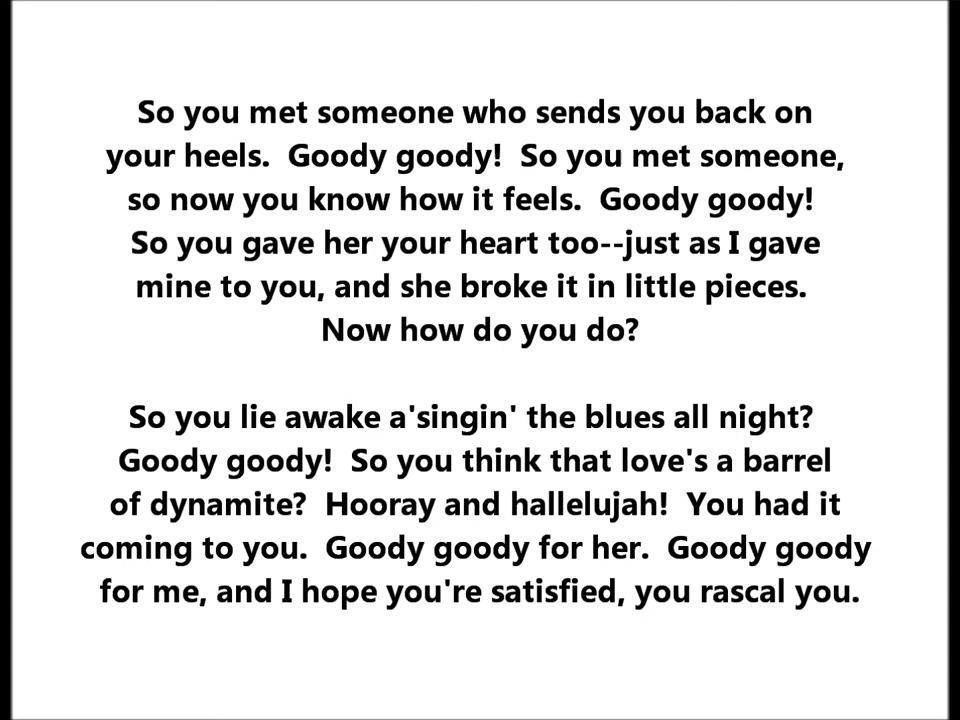 So you met someone who sends you back on
your heels.  Goody goody!  So you met someone,
so now you know how it feels.  Goody goody!
So you gave her your heart too--just as I gave
mine to you, and she broke it in little pieces.
Now how do you do?
So you lie awake a'singin' the blues all night?
Goody goody!  So you think that love's a barrel
of dynamite?  Hooray and hallelujah!  You had it
coming to you.  Goody goody for her.  Goody goody
for me, and I hope you're satisfied, you rascal you.